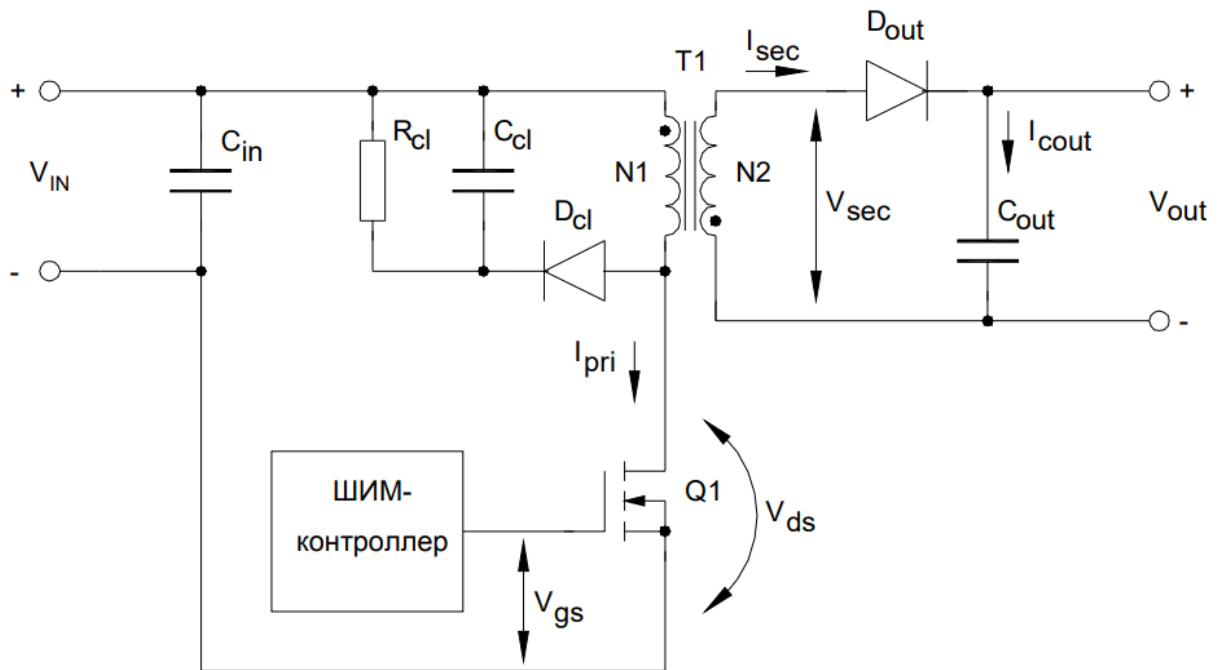 Dout
Isec
T1
+
+
Rcl
Ccl
Icout
Cin
VIN
N1
N2
Vsec
Cout
Vout
Dcl
-
-
Ipri
Q1
Vds
ШИМ-
контроллер
Vgs